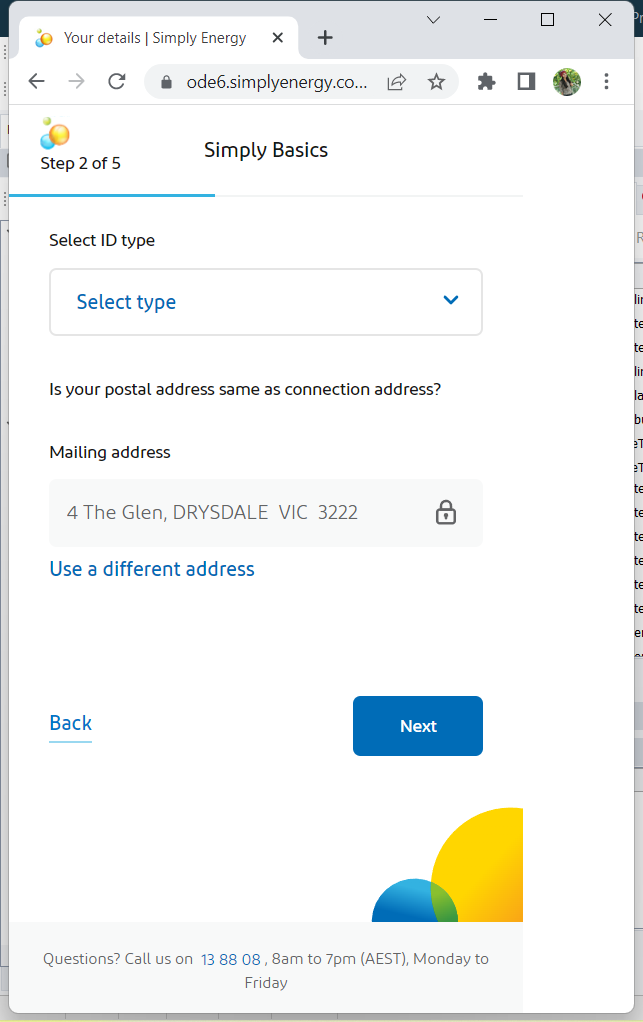 Your details | Simply Energy
ode6.simplyenergy.co...
Step 2 of 5
Simply Basics
Select ID type
Select type
Is your postal address same as connection address?
Mailing address
4 The Glen, DRYSDALE VIC 3222
Use a different address
Back
Next
Questions? Call us on 13 88 08 , 8am to 7pm (AEST), Monday to
Friday